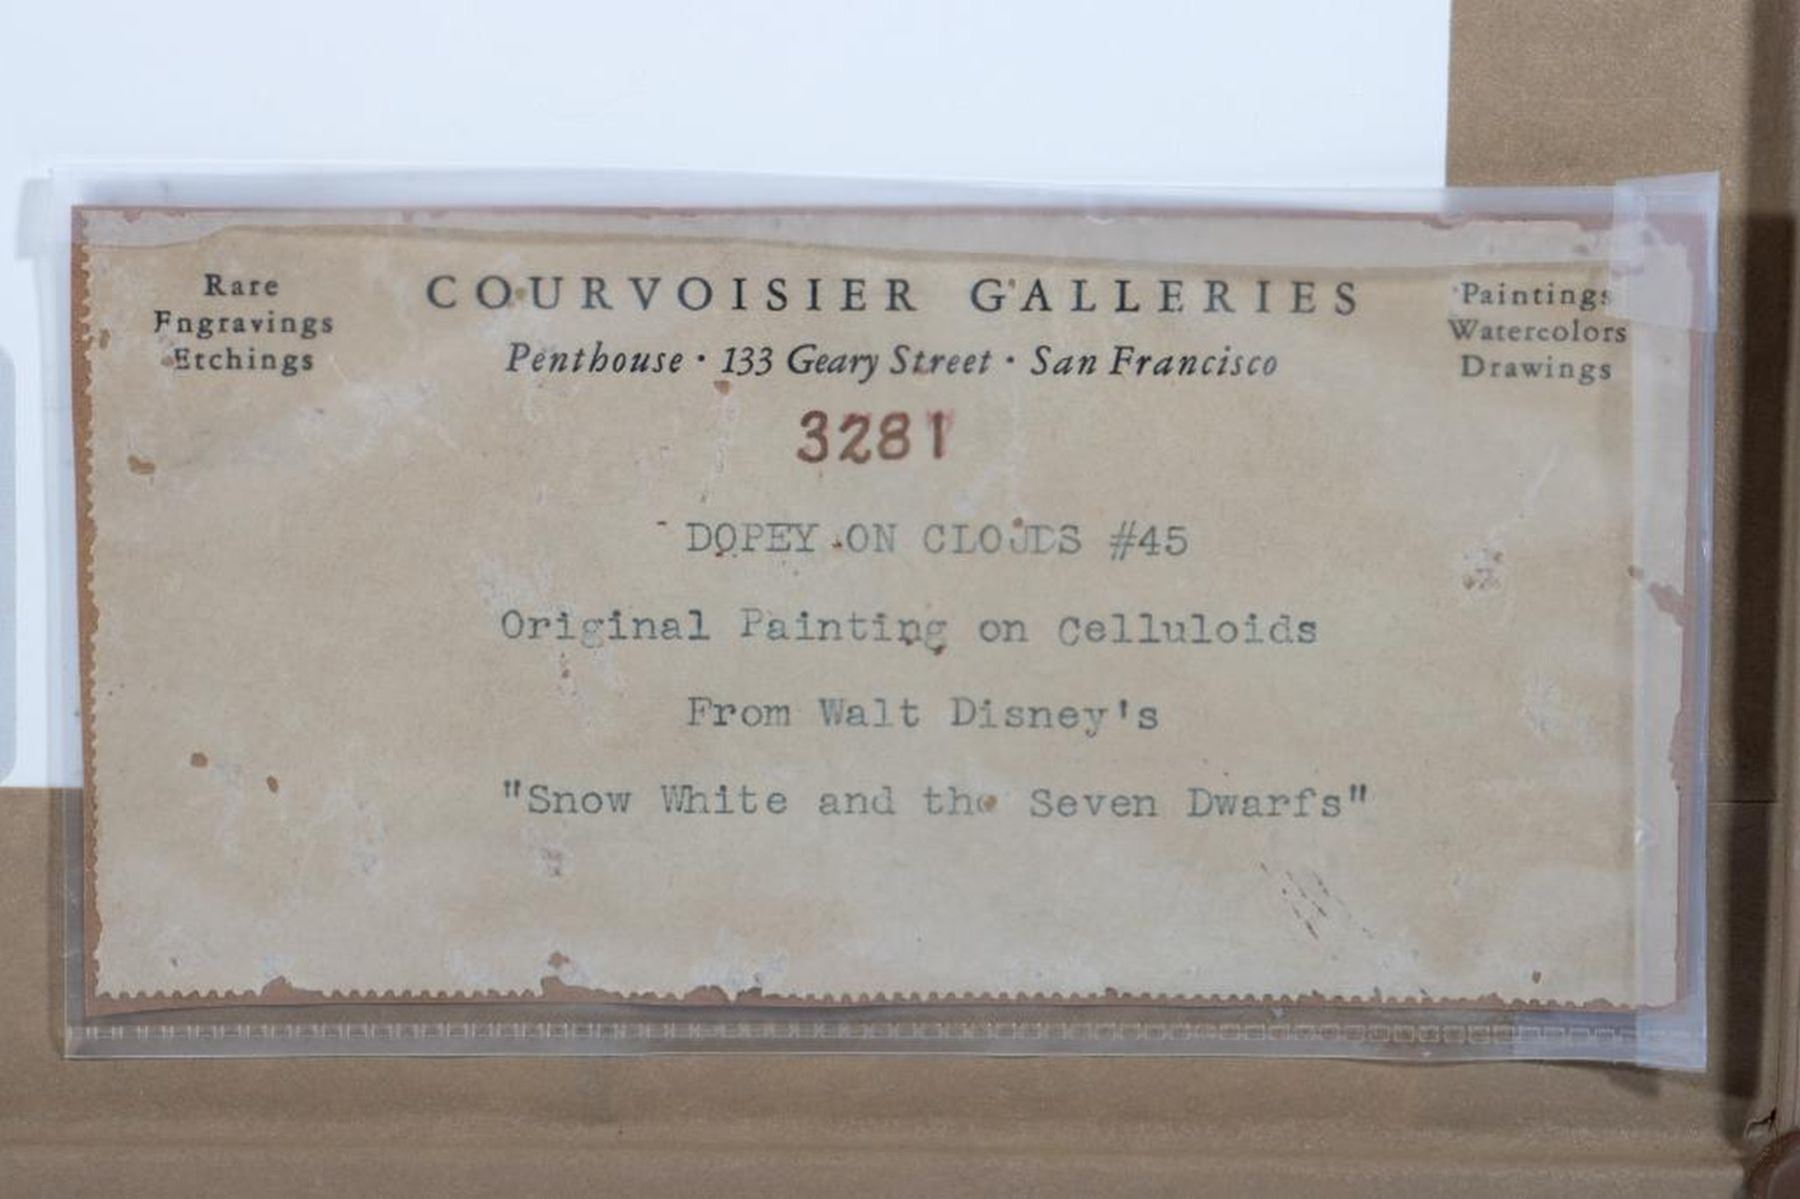 Rare
Engravings
Etchings
COURVOISIER GALLERIES
Penthouse · 133 Geary Street · San Francisco
Paintings
Watercolors
Drawings
3281
DOPEY ON CLOUDS #45
Original Painting on Celluloids
From Walt Disney's
"Snow White and the Seven Dwarfs"